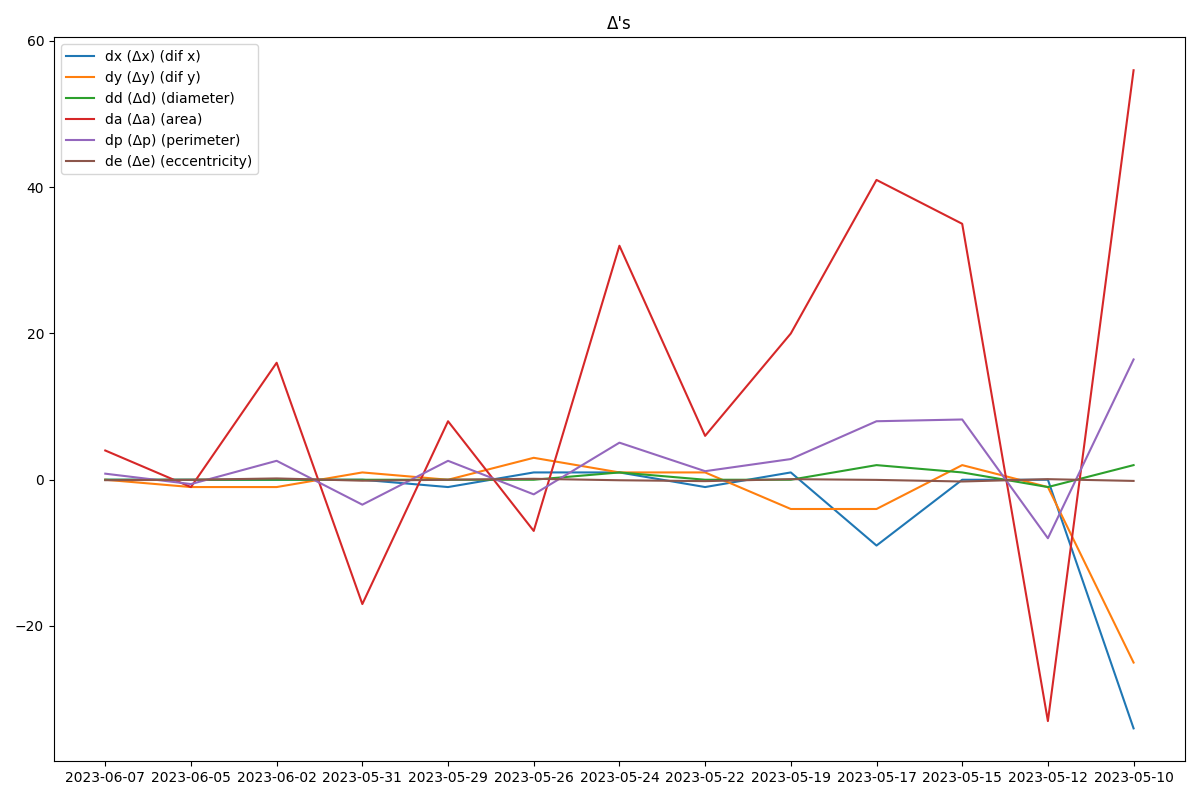 Δ's
60
40
20
0
−20
dx (Δx) (dif x)
dy (Δy) (dif y)
dd (Δd) (diameter)
da (Δa) (area)
dp (Δp) (perimeter)
de (Δe) (eccentricity)
2023-06-07 2023-06-05 2023-06-02 2023-05-31 2023-05-29 2023-05-26 2023-05-24 2023-05-22 2023-05-19 2023-05-17 2023-05-15 2023-05-12 2023-05-10